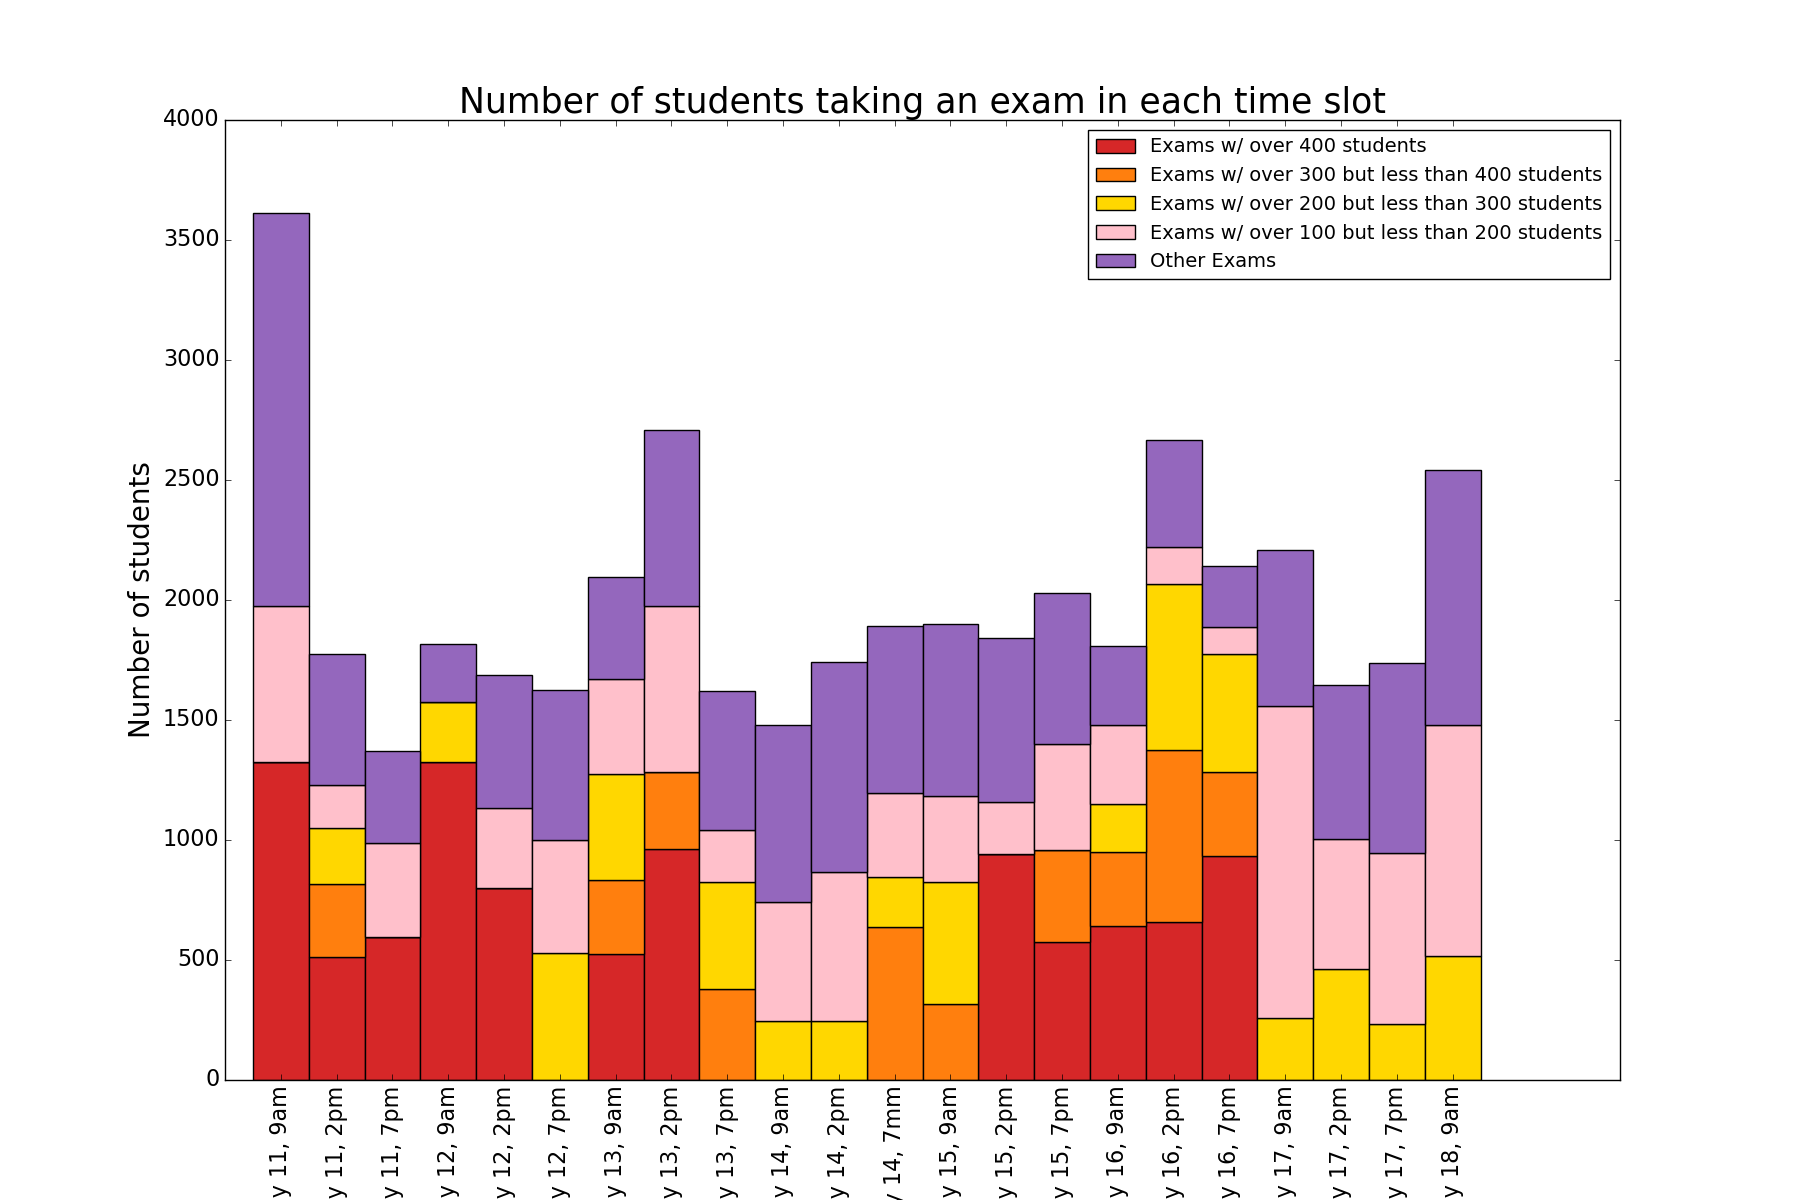 Number of students taking an exam in each time slot
Exams w/ over 400 students
Exams w/ over 300 but less than 400 students
Exams w/ over 200 but less than 300 students
Exams w/ over 100 but less than 200 students
Other Exams
Number of students
4000
3500
3000
2500
2000
1500
1000
500
0
y 11, 9am
y 11, 2pm
y 11, 7pm
y 12, 9am
y 12, 2pm
y 12, 7pm
y 13, 9am
y 13, 2pm
y 13, 7pm
y 14, 9am
y 14, 2pm
y 14, 7mm
y 15, 9am
y 15, 2pm
y 15, 7pm
y 16, 9am
y 16, 2pm
y 16, 7pm
y 17, 9am
y 17, 2pm
y 17, 7pm
y 18, 9am